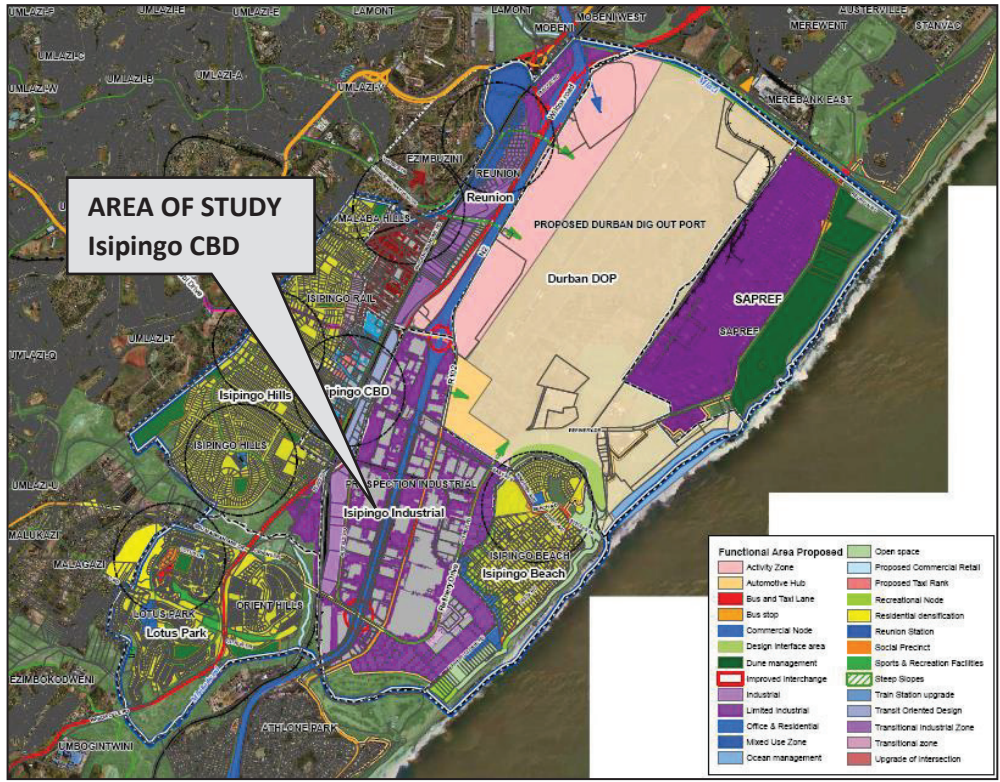 UMLAZI-F
UMLAZI-E
LAMONT
LAMONT
MOBENI WEST
MOBENI
AUSTERVILLE
MEREWENT
STANVAC
UMLAZI-C
UMLAZI-B
UMLAZI-A
UMLAZI-W
UMLAZI-V
MEREBANK EAST
EZIMBUZINI
REUNION
Reunion
AREA OF STUDY
Isipingo CBD
MALABA HILLS
PROPOSED DURBAN DIG OUT PORT
N2
Durban DOP
ISIPINGO RAIL
SAPREF
SAPREF
UMLAZI-T
UMLAZI-Q
R102
Isipingo Hills
pingo CBD
ISIPINGO HILLS
UMLAZI-U
PROSPECTION INDUSTRIAL
Isipingo Industrial
MALUKAZI
MALAGAZI
ISIPINGO BEACH
Isipingo Beach
ORIENT HILLS
LOTUS PARK
Lotus Park
EZIMBOKODWENI
ATHLONE PARK
UMBOGINTWINI
Functional Area Proposed
Activity Zone
Automotive Hub
Bus and Taxi Lane
Bus stop
Commercial Node
Design interface area
Dune management
Improved Interchange
Industrial
Limited Industrial
Office & Residential
Mixed Use Zone
Ocean management
Open space
Proposed Commercial Retail
Proposed Taxi Rank
Recreational Node
Residential densification
Reunion Station
Social Precinct
Sports & Recreation Facilities
Steep Slopes
Train Station upgrade
Transit Oriented Design
Transitional Industrial Zone
Transitional zone
Upgrade of Intersection